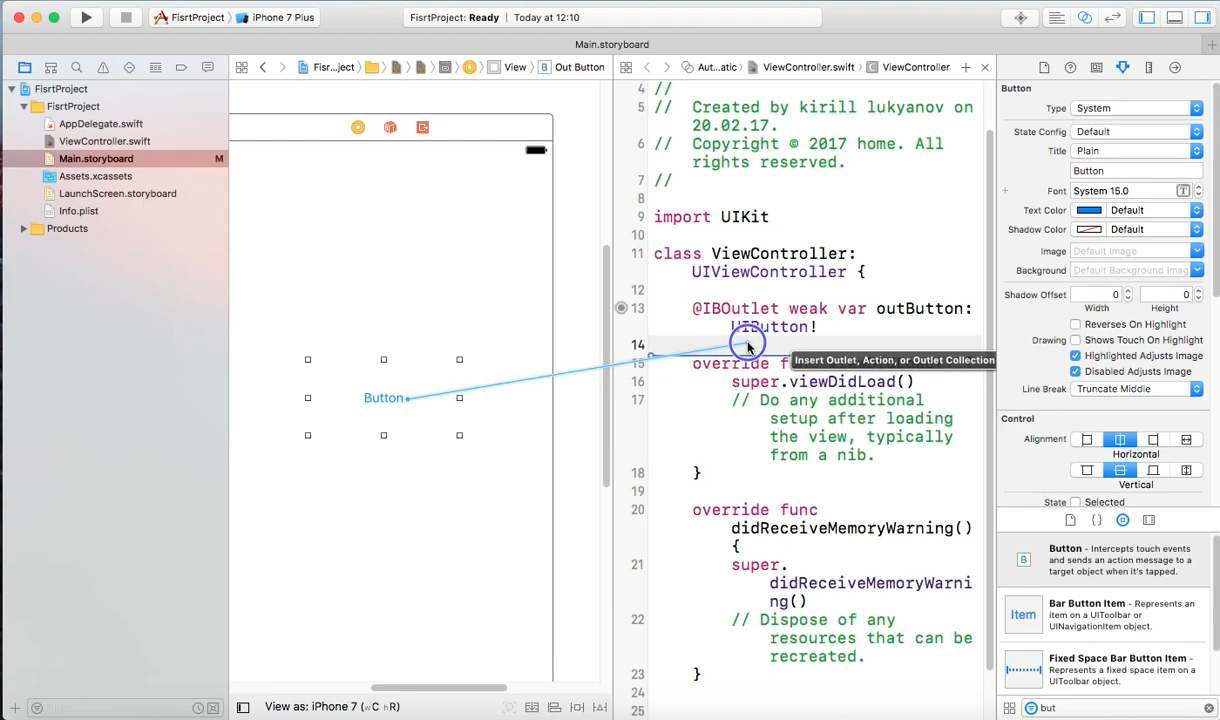 FisrtProject
iPhone 7 Plus
FisrtProject: Ready | Today at 12:10
Main.storyboard
FisrtProject
FisrtProject
AppDelegate.swift
ViewController.swift
Main.storyboard M
Assets.xcassets
LaunchScreen.storyboard
Info.plist
Products
Fisr...ject
View
B Out Button
Button
View as: iPhone 7 (wC hR)
Aut...atic
ViewController.swift
C ViewController
4 //
5 // Created by kirill lukyanov on
20.02.17.
6 // Copyright © 2017 home. All
rights reserved.
7 //
8
9 import UIKit
10
11 class ViewController:
UIViewController {
12
13 @IBOutlet weak var outButton:
UIButton!
14
Insert Outlet, Action, or Outlet Collection
15 override f
16 super.viewDidLoad()
17 // Do any additional
setup after loading
the view, typically
from a nib.
18 }
19
20 override func
didReceiveMemoryWarning()
{
21 super.
didReceiveMemoryWarni
ng()
22 // Dispose of any
resources that can be
recreated.
23 }
24
25
Button
Type System
State Config Default
Title Plain
Button
Font System 15.0
Text Color Default
Shadow Color Default
Image Default Image
Background Default Background Imag
Shadow Offset 0 0
Width Height
Reverses On Highlight
Drawing Shows Touch On Highlight
Highlighted Adjusts Image
Disabled Adjusts Image
Line Break Truncate Middle
Control
Alignment
Horizontal
Vertical
State Selected
B
Button - Intercepts touch events
and sends an action message to a
target object when it's tapped.
Item
Bar Button Item - Represents an
item on a UIToolbar or
UINavigationItem object.
Fixed Space Bar Button Item -
Represents a fixed space item on a
UIToolbar object.
but